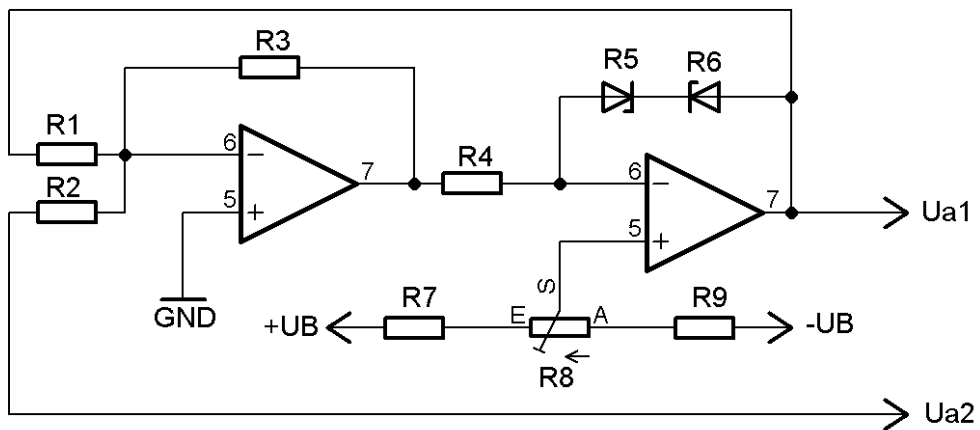 R3
R5 R6
R1
6 −
7
R4
6 −
7
R2
5 +
5 +
Ua1
S
GND
R7
R9
+UB
E A
-UB
R8
Ua2